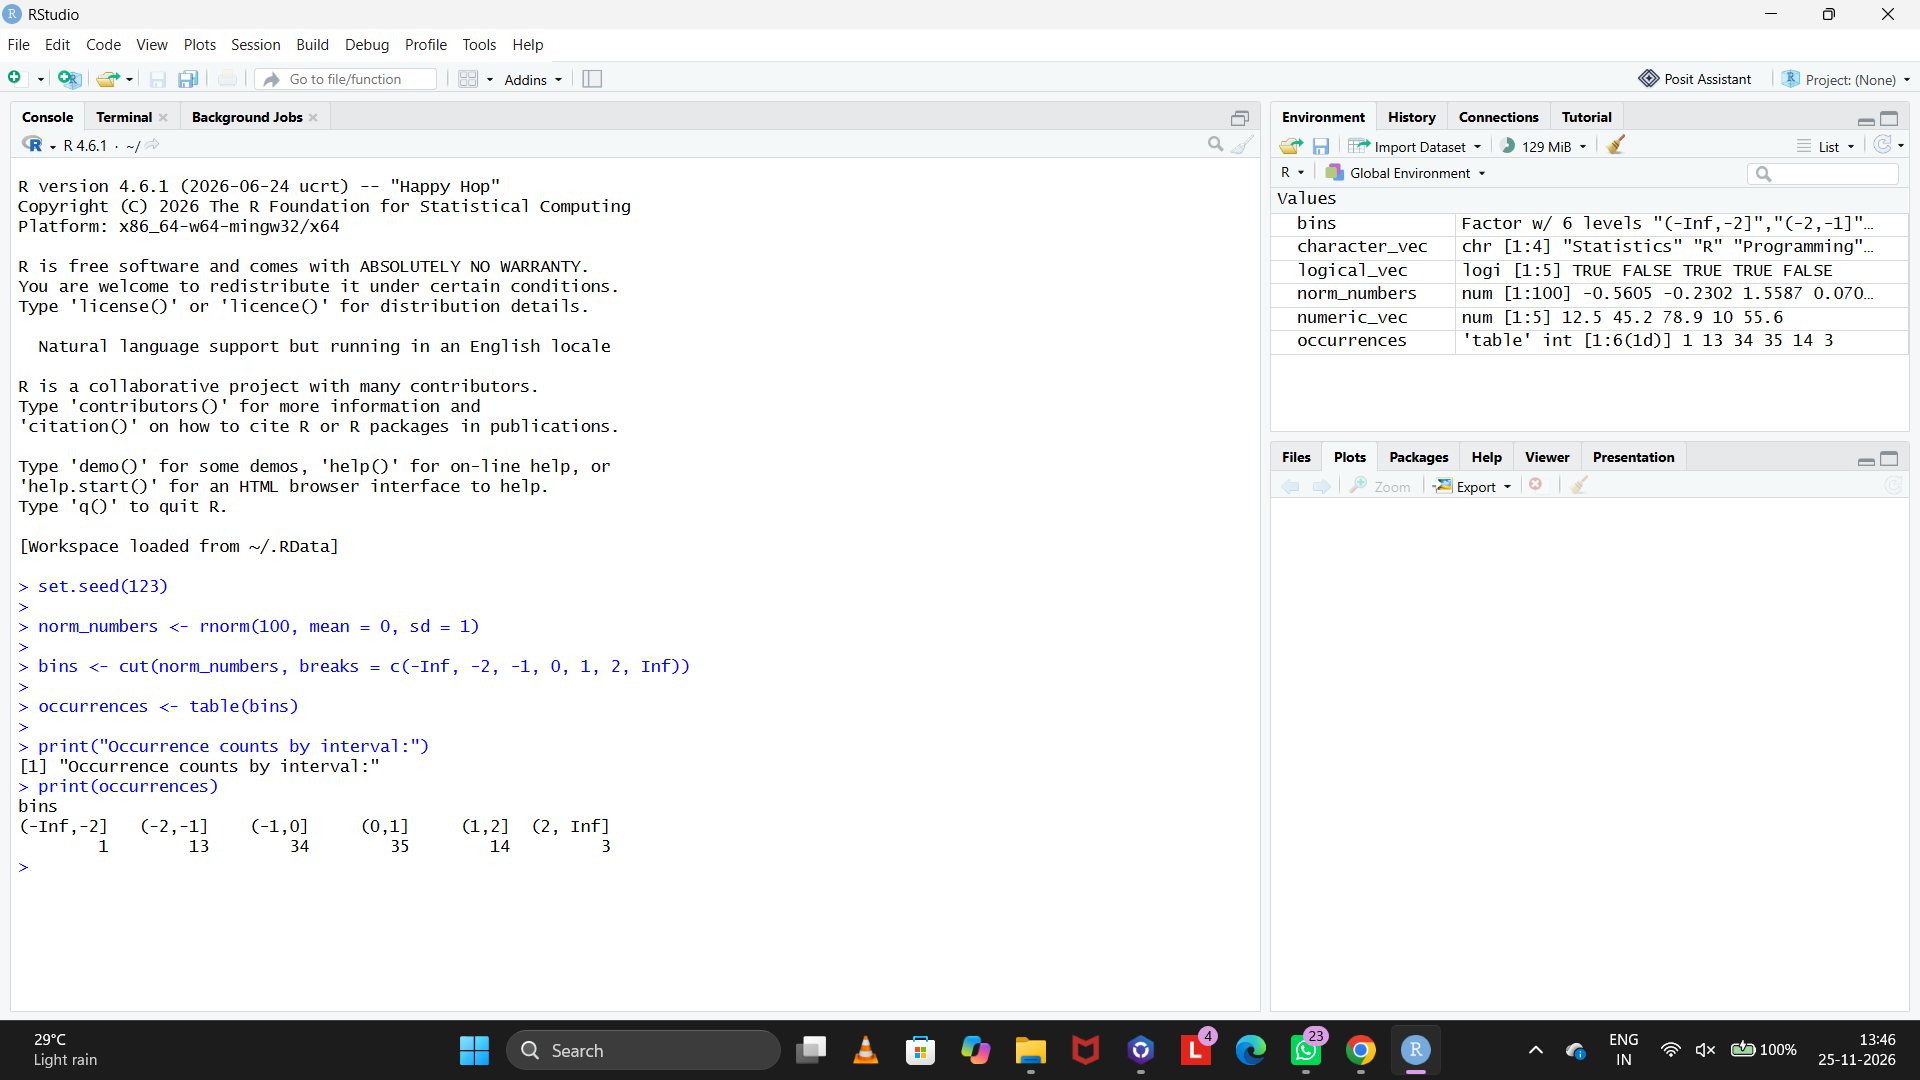 RStudio
File Edit Code View Plots Session Build Debug Profile Tools Help
Go to file/function Addins Posit Assistant Project: (None)
Console Terminal Background Jobs
R 4.6.1 · ~/
R version 4.6.1 (2026-06-24 ucrt) -- "Happy Hop"
Copyright (C) 2026 The R Foundation for Statistical Computing
Platform: x86_64-w64-mingw32/x64
R is free software and comes with ABSOLUTELY NO WARRANTY.
You are welcome to redistribute it under certain conditions.
Type 'license()' or 'licence()' for distribution details.
Natural language support but running in an English locale
R is a collaborative project with many contributors.
Type 'contributors()' for more information and
'citation()' on how to cite R or R packages in publications.
Type 'demo()' for some demos, 'help()' for on-line help, or
'help.start()' for an HTML browser interface to help.
Type 'q()' to quit R.
[Workspace loaded from ~/.RData]
> set.seed(123)
>
> norm_numbers <- rnorm(100, mean = 0, sd = 1)
>
> bins <- cut(norm_numbers, breaks = c(-Inf, -2, -1, 0, 1, 2, Inf))
>
> occurrences <- table(bins)
>
> print("Occurrence counts by interval:")
[1] "Occurrence counts by interval:"
> print(occurrences)
bins
(-Inf,-2] (-2,-1] (-1,0] (0,1] (1,2] (2, Inf]
1 13 34 35 14 3
>
Environment History Connections Tutorial
Import Dataset 129 MiB List
R Global Environment
Values
bins Factor w/ 6 levels "(-Inf,-2]","(-2,-1]"…
character_vec chr [1:4] "Statistics" "R" "Programming"…
logical_vec logi [1:5] TRUE FALSE TRUE TRUE FALSE
norm_numbers num [1:100] -0.5605 -0.2302 1.5587 0.070…
numeric_vec num [1:5] 12.5 45.2 78.9 10 55.6
occurrences 'table' int [1:6(1d)] 1 13 34 35 14 3
Files Plots Packages Help Viewer Presentation
Zoom Export
29°C
Light rain
Search
4
23
ENG
IN
100%
13:46
25-11-2026